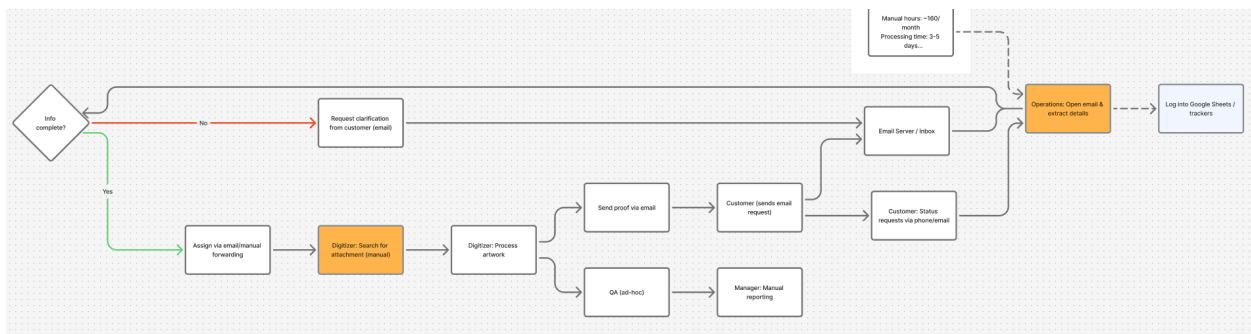 Manual hours: ~160/
month
Processing time: 3-5
days...
Info
complete?
No
Request clarification
from customer (email)
Email Server / Inbox
Operations: Open email &
extract details
Log into Google Sheets /
trackers
Yes
Send proof via email
Customer (sends email
request)
Customer: Status
requests via phone/email
Assign via email/manual
forwarding
Digitizer: Search for
attachment (manual)
Digitizer: Process
artwork
QA (ad-hoc)
Manager: Manual
reporting